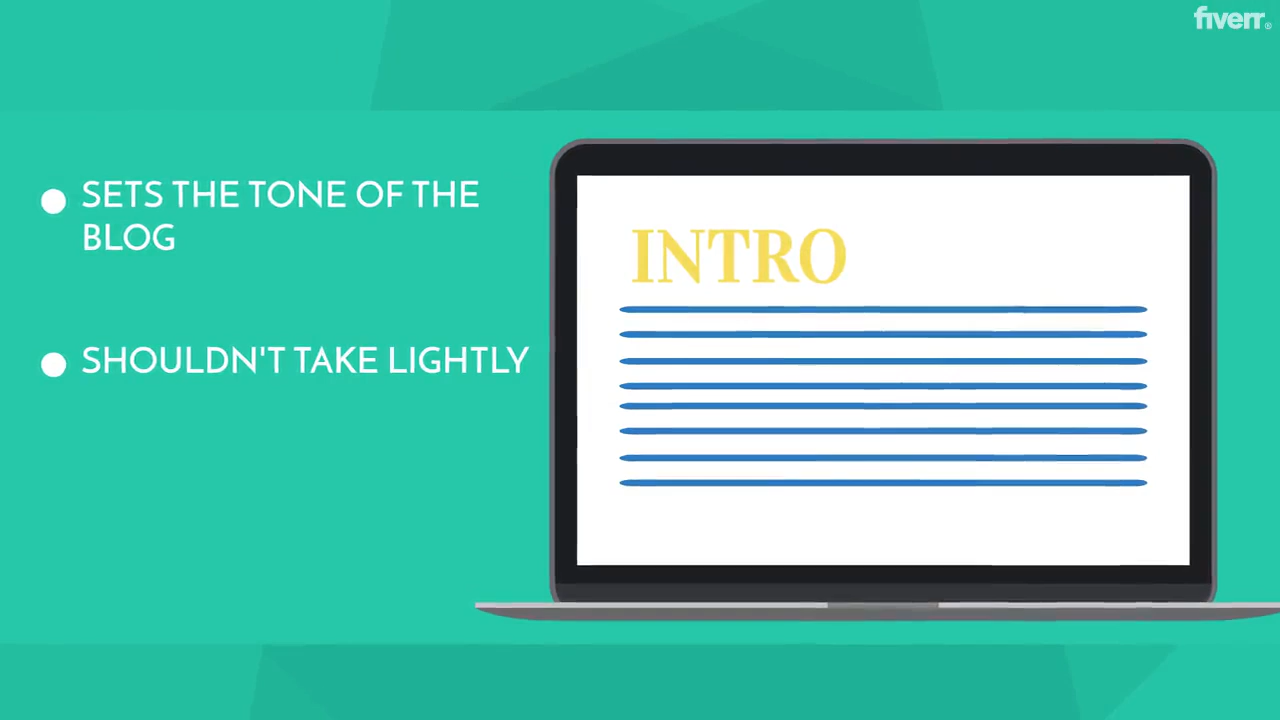 fiverr®
SETS THE TONE OF THE
BLOG
SHOULDN'T TAKE LIGHTLY
INTRO